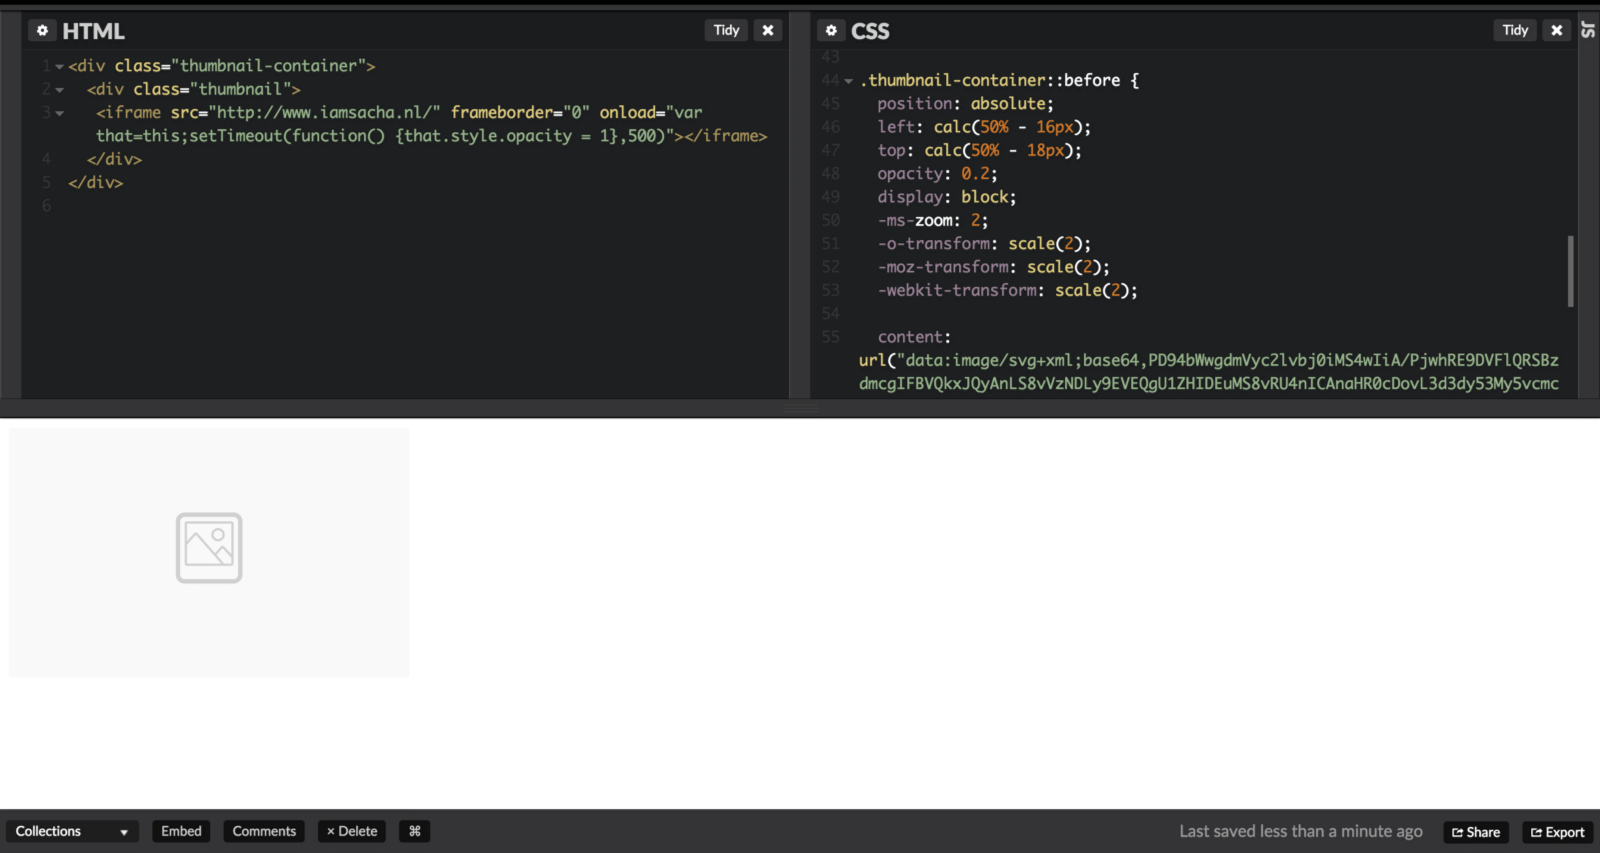 HTML
Tidy
1 <div class="thumbnail-container">
2 <div class="thumbnail">
3 <iframe src="http://www.iamsacha.nl/" frameborder="0" onload="var
that=this;setTimeout(function() {that.style.opacity = 1},500)"></iframe>
4 </div>
5 </div>
6
CSS
Tidy
JS
43
44 .thumbnail-container::before {
45 position: absolute;
46 left: calc(50% - 16px);
47 top: calc(50% - 18px);
48 opacity: 0.2;
49 display: block;
50 -ms-zoom: 2;
51 -o-transform: scale(2);
52 -moz-transform: scale(2);
53 -webkit-transform: scale(2);
54
55 content:
url("data:image/svg+xml;base64,PD94bWwgdmVyc2lvbj0iMS4wIiA/PjwhRE9DVFlQRSBz
dmcgIFBVQkxJQyAnLS8vVzNDLy9EVEQgU1ZHIDEuMS8vRU4nICAnaHR0cDovL3d3dy53My5vcmc
Collections
Embed
Comments
× Delete
⌘
Last saved less than a minute ago
Share
Export